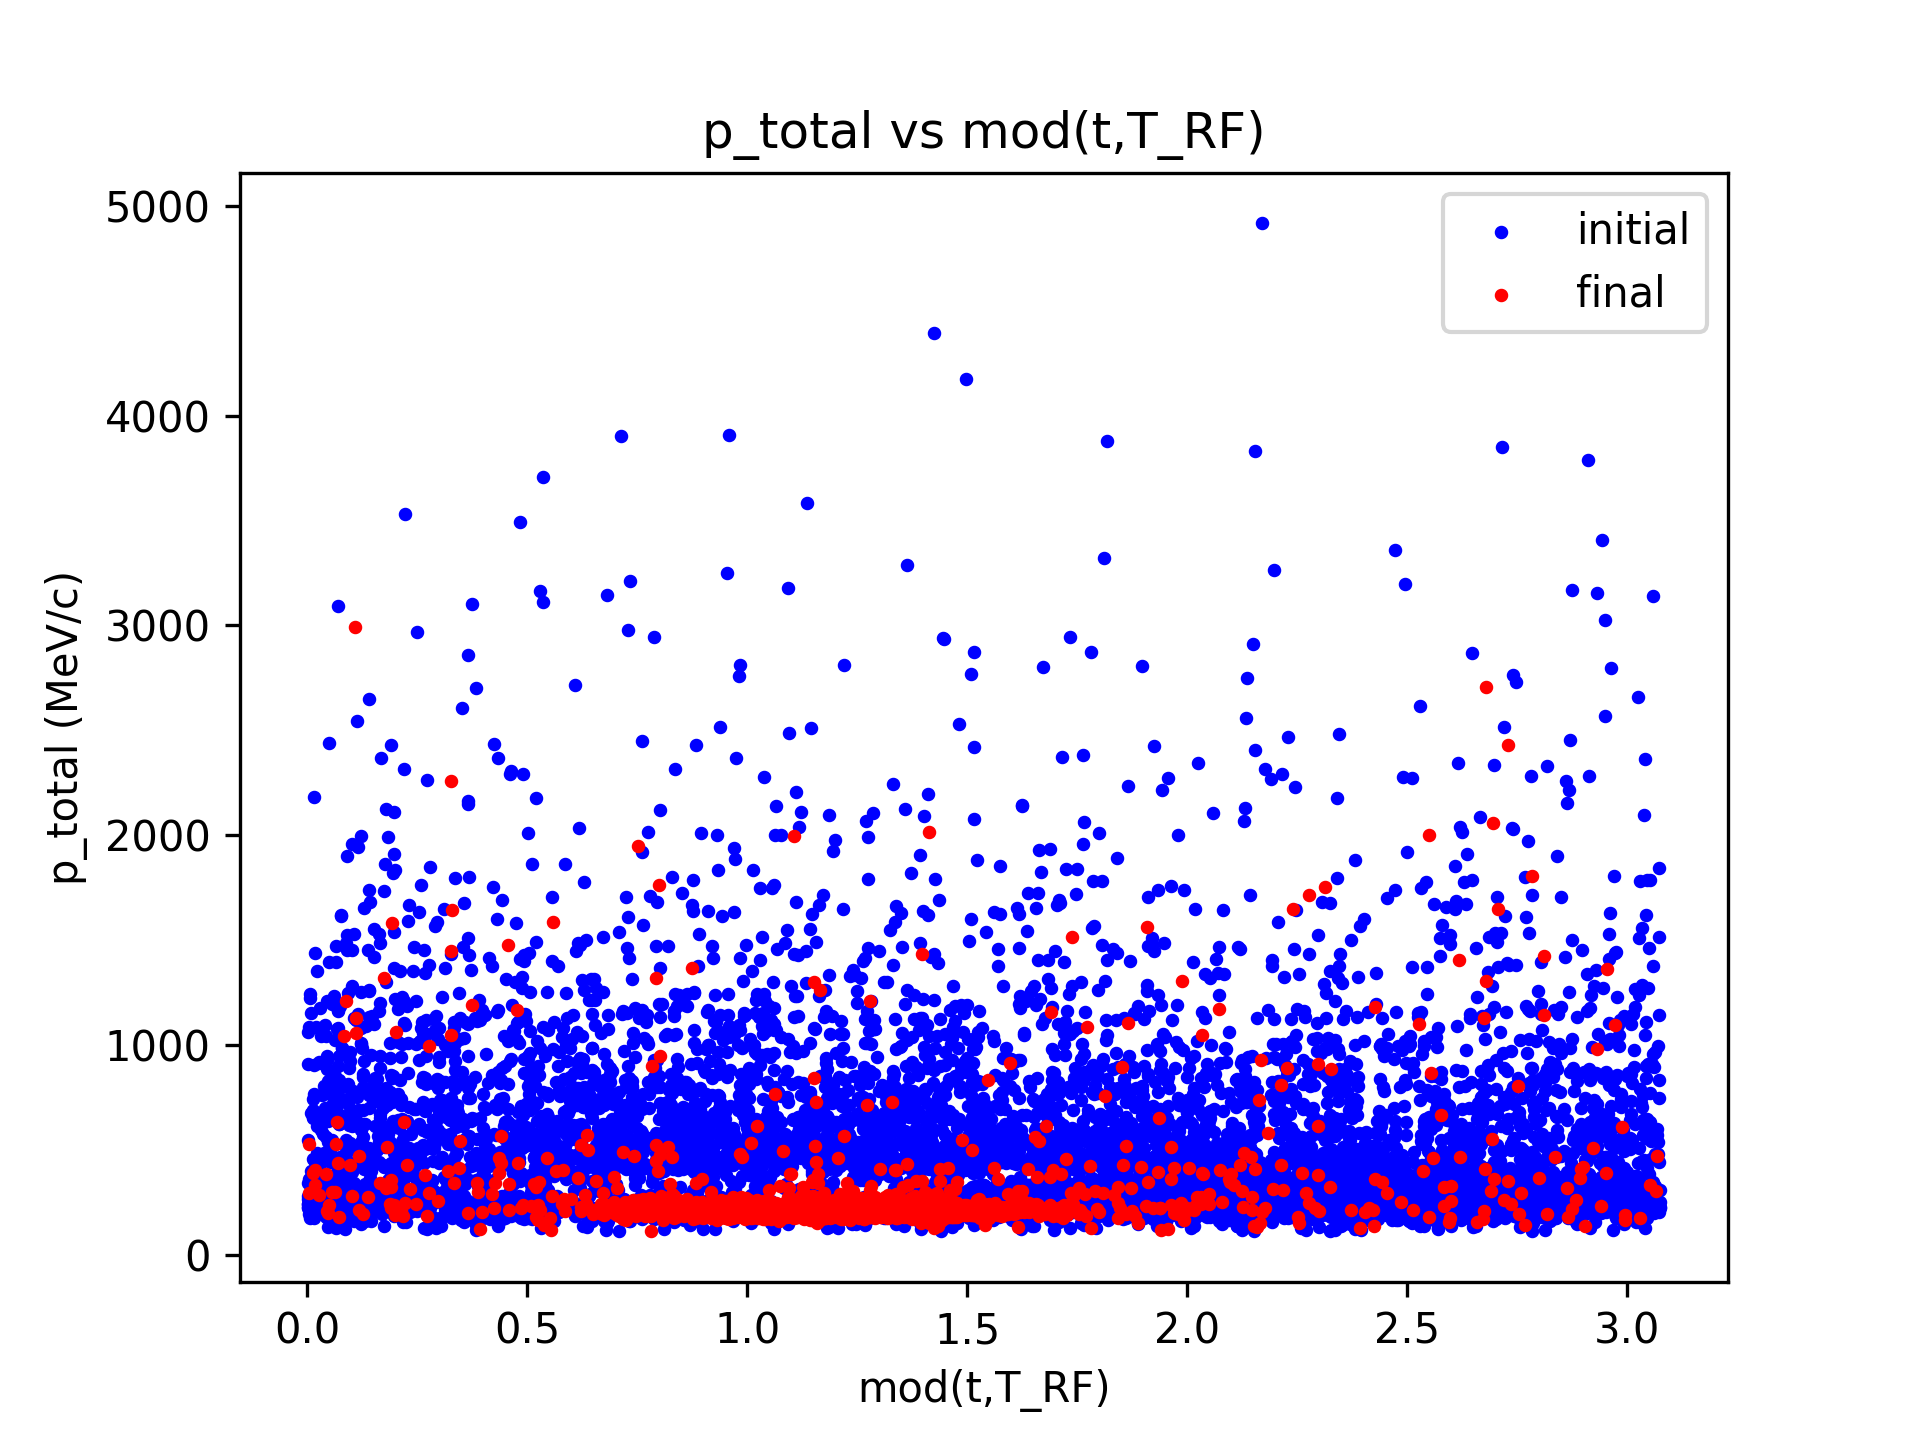 p_total vs mod(t,T_RF)
initial
final
p_total (MeV/c)
5000
4000
3000
2000
1000
0
0.0 0.5 1.0 1.5 2.0 2.5 3.0
mod(t,T_RF)